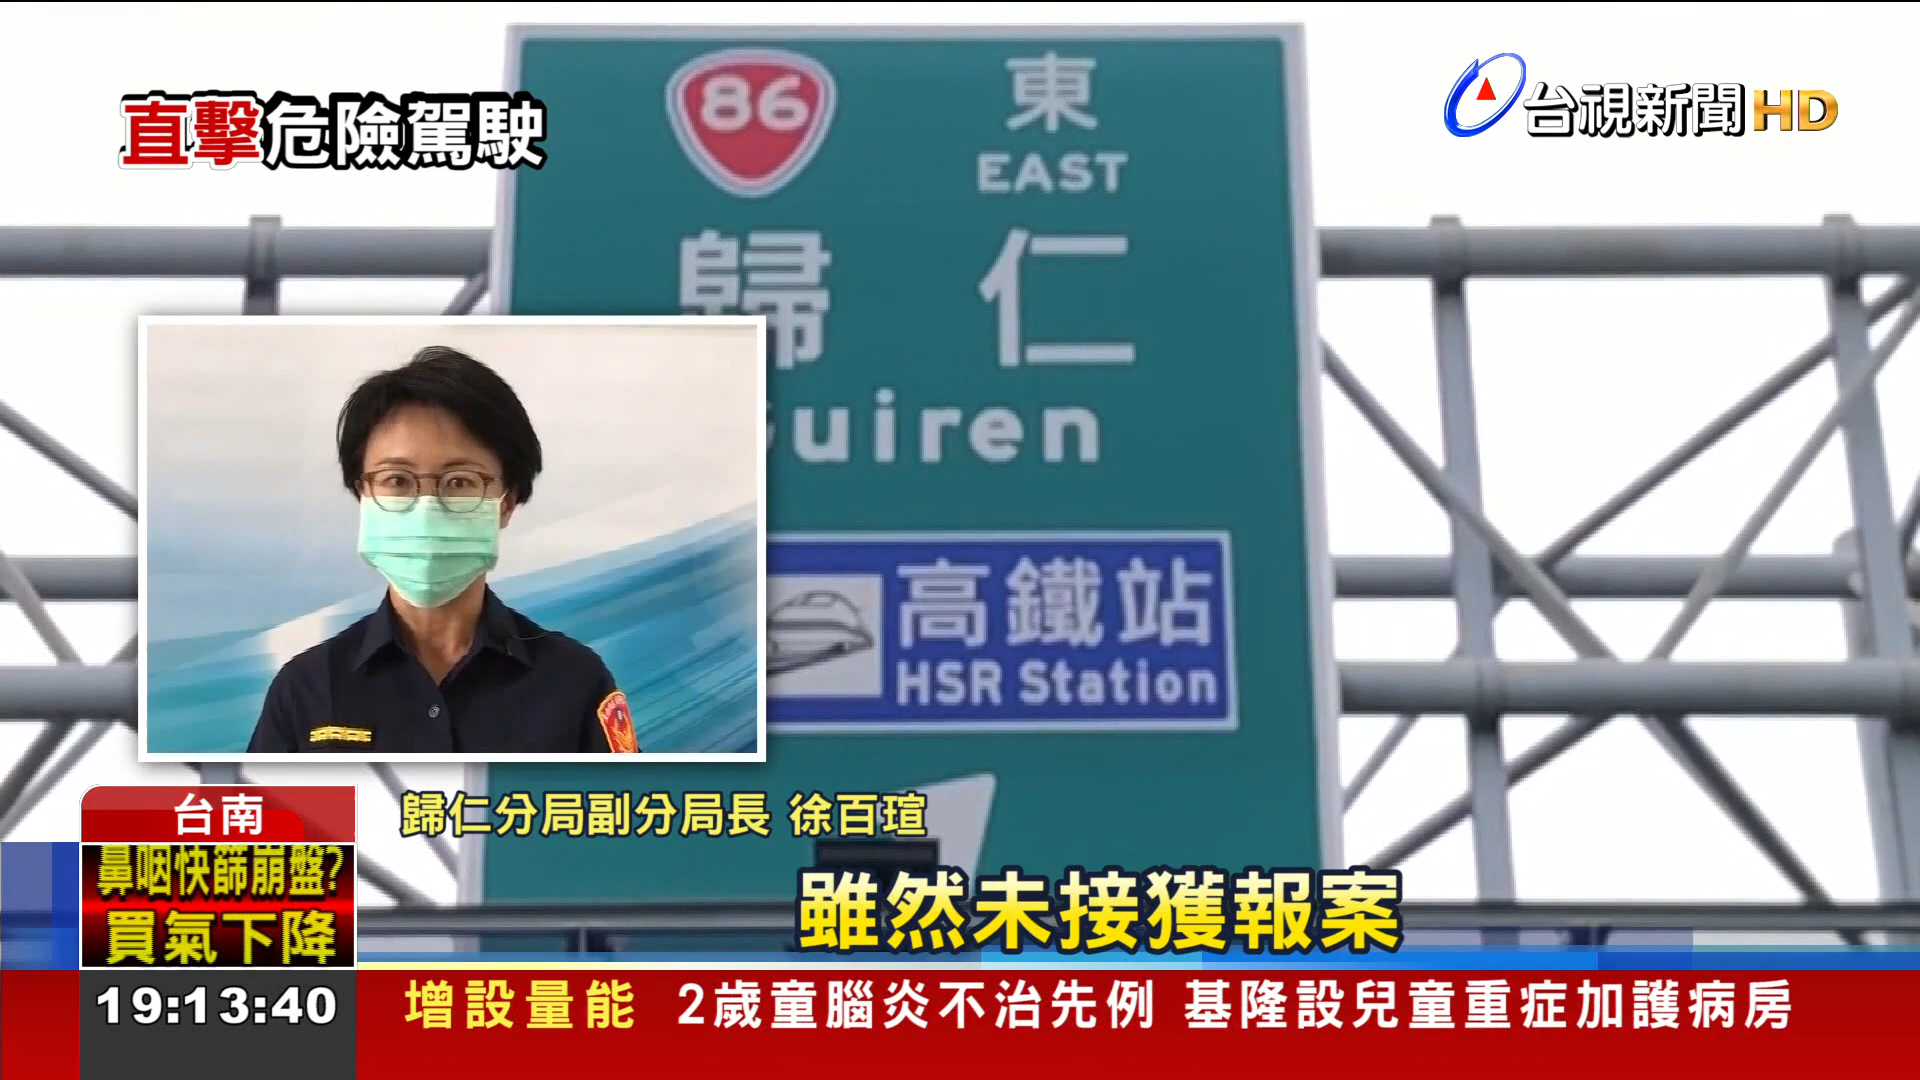 直擊危險駕駛
台視新聞HD
86
東
EAST
歸仁
Guiren
高鐵站
HSR Station
台南
歸仁分局副分局長 徐百瑄
鼻咽快篩崩盤?
買氣下降
雖然未接獲報案
19:13:40
增設量能 2歲童腦炎不治先例 基隆設兒童重症加護病房